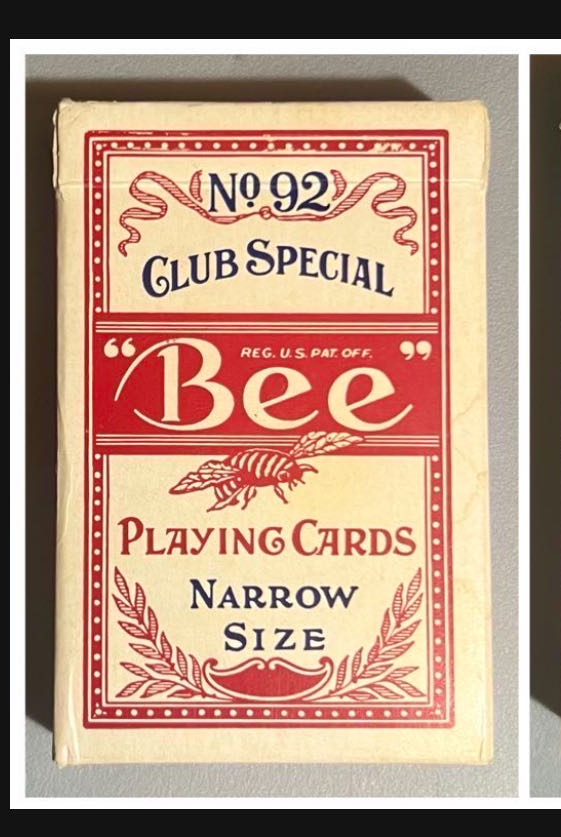 Nº 92
CLUB SPECIAL
REG. U.S. PAT. OFF.
“Bee”
PLAYING CARDS
NARROW
SIZE